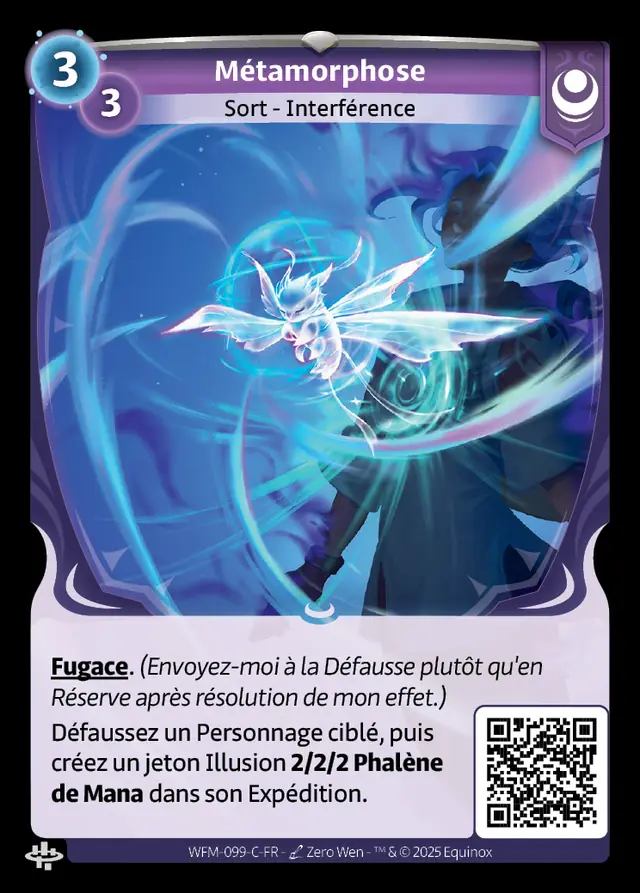 3
3
Métamorphose
Sort - Interférence
Fugace. (Envoyez-moi à la Défausse plutôt qu'en
Réserve après résolution de mon effet.)
Défaussez un Personnage ciblé, puis
créez un jeton Illusion 2/2/2 Phalène
de Mana dans son Expédition.
WFM-099-C-FR - Zero Wen - ™ & © 2025 Equinox